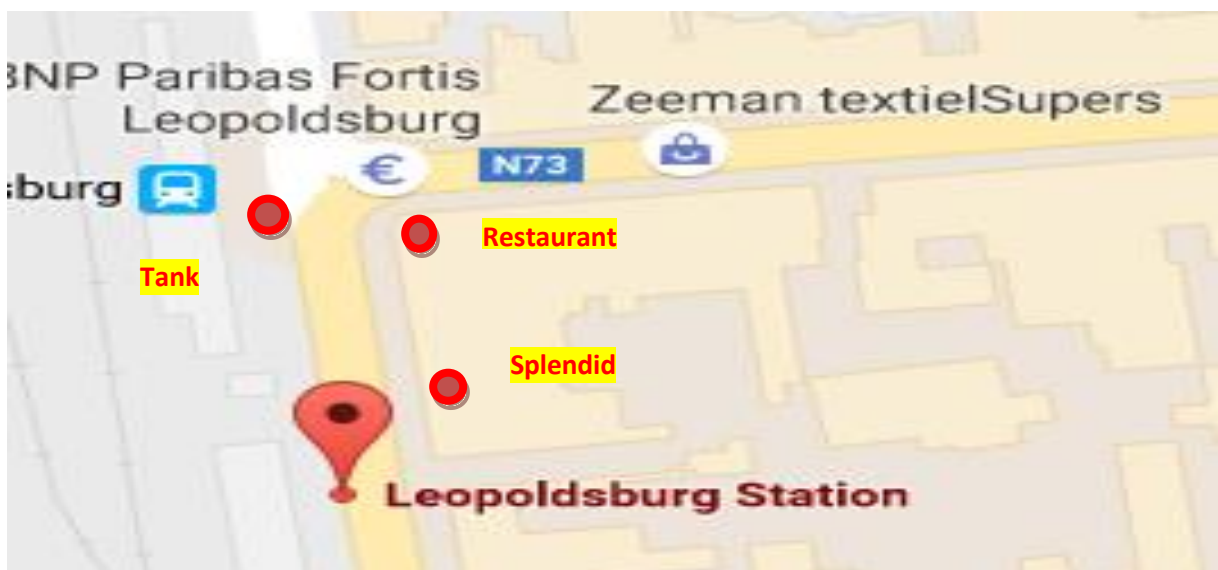 BNP Paribas Fortis
Leopoldsburg
Zeeman textielSupers
N73
€
sburg
Restaurant
Tank
Splendid
Leopoldsburg Station